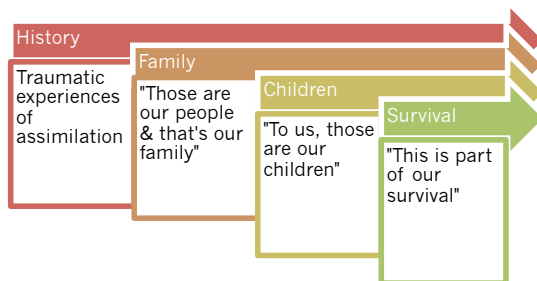 History
Traumatic
experiences
of
assimilation
Family
"Those are
our people
& that's our
family"
Children
"To us, those
are our
children"
Survival
"This is part
of our
survival"